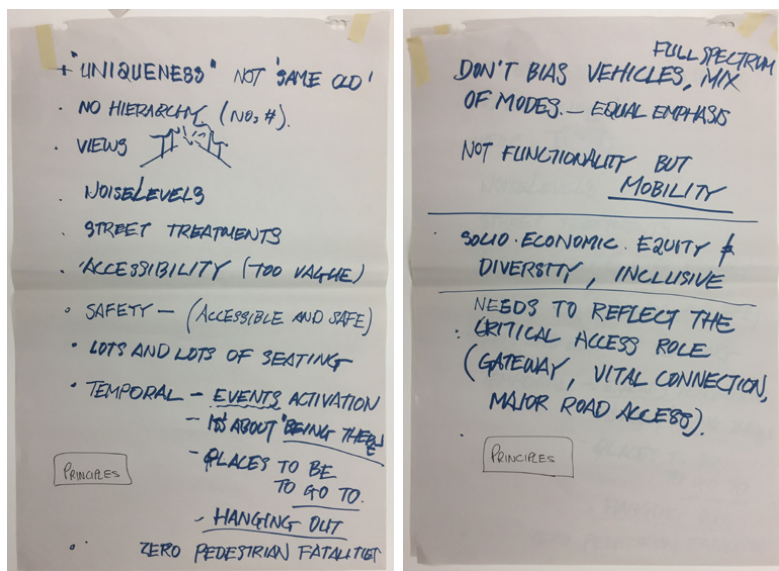 + "UNIQUENESS" NOT 'SAME OLD'
· NO HIERARCHY (NO, #).
· VIEWS
· NOISE LEVELS
· STREET TREATMENTS
· 'ACCESSIBILITY (TOO VAGUE)
· SAFETY — (ACCESSIBLE AND SAFE)
· LOTS AND LOTS OF SEATING
· TEMPORAL — EVENTS ACTIVATION
— IT'S ABOUT 'BEING THERE
— PLACES TO BE
TO GO TO.
- HANGING OUT
PRINCIPLES
· ZERO PEDESTRIAN FATALITIES
FULL SPECTRUM
DON'T BIAS VEHICLES, MIX
OF MODES. — EQUAL EMPHASIS
NOT FUNCTIONALITY BUT
MOBILITY
· SOCIO-ECONOMIC EQUITY &
DIVERSITY, INCLUSIVE
NEEDS TO REFLECT THE
: CRITICAL ACCESS ROLE
(GATEWAY, VITAL CONNECTION,
MAJOR ROAD ACCESS).
PRINCIPLES